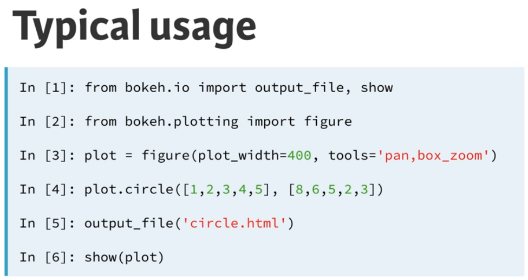 Typical usage
In [1]: from bokeh.io import output_file, show
In [2]: from bokeh.plotting import figure
In [3]: plot = figure(plot_width=400, tools='pan,box_zoom')
In [4]: plot.circle([1,2,3,4,5], [8,6,5,2,3])
In [5]: output_file('circle.html')
In [6]: show(plot)